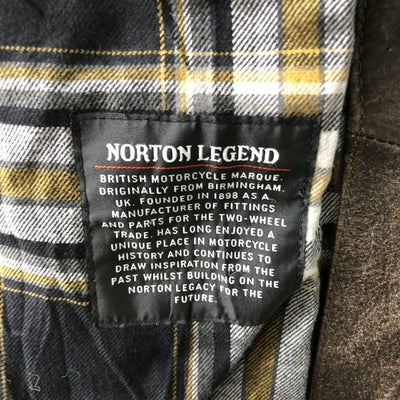 NORTON LEGEND
BRITISH MOTORCYCLE MARQUE.
ORIGINALLY FROM BIRMINGHAM,
UK. FOUNDED IN 1898 AS A
MANUFACTURER OF FITTINGS
AND PARTS FOR THE TWO-WHEEL
TRADE. HAS LONG ENJOYED A
UNIQUE PLACE IN MOTORCYCLE
HISTORY AND CONTINUES TO
DRAW INSPIRATION FROM THE
PAST WHILST BUILDING ON THE
NORTON LEGACY FOR THE
FUTURE.